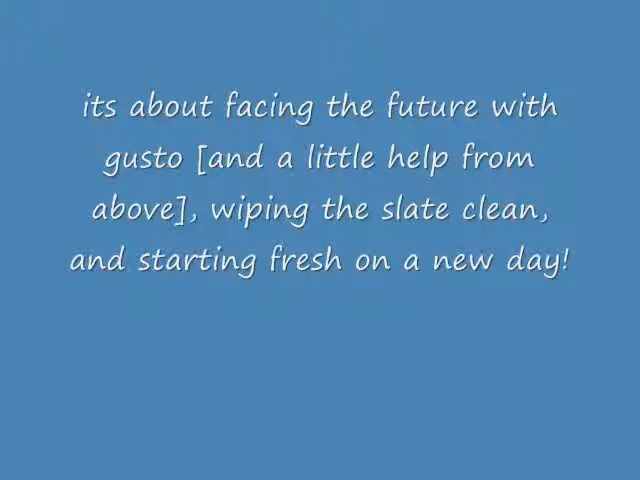 its about facing the future with
gusto [and a little help from
above], wiping the slate clean,
and starting fresh on a new day!